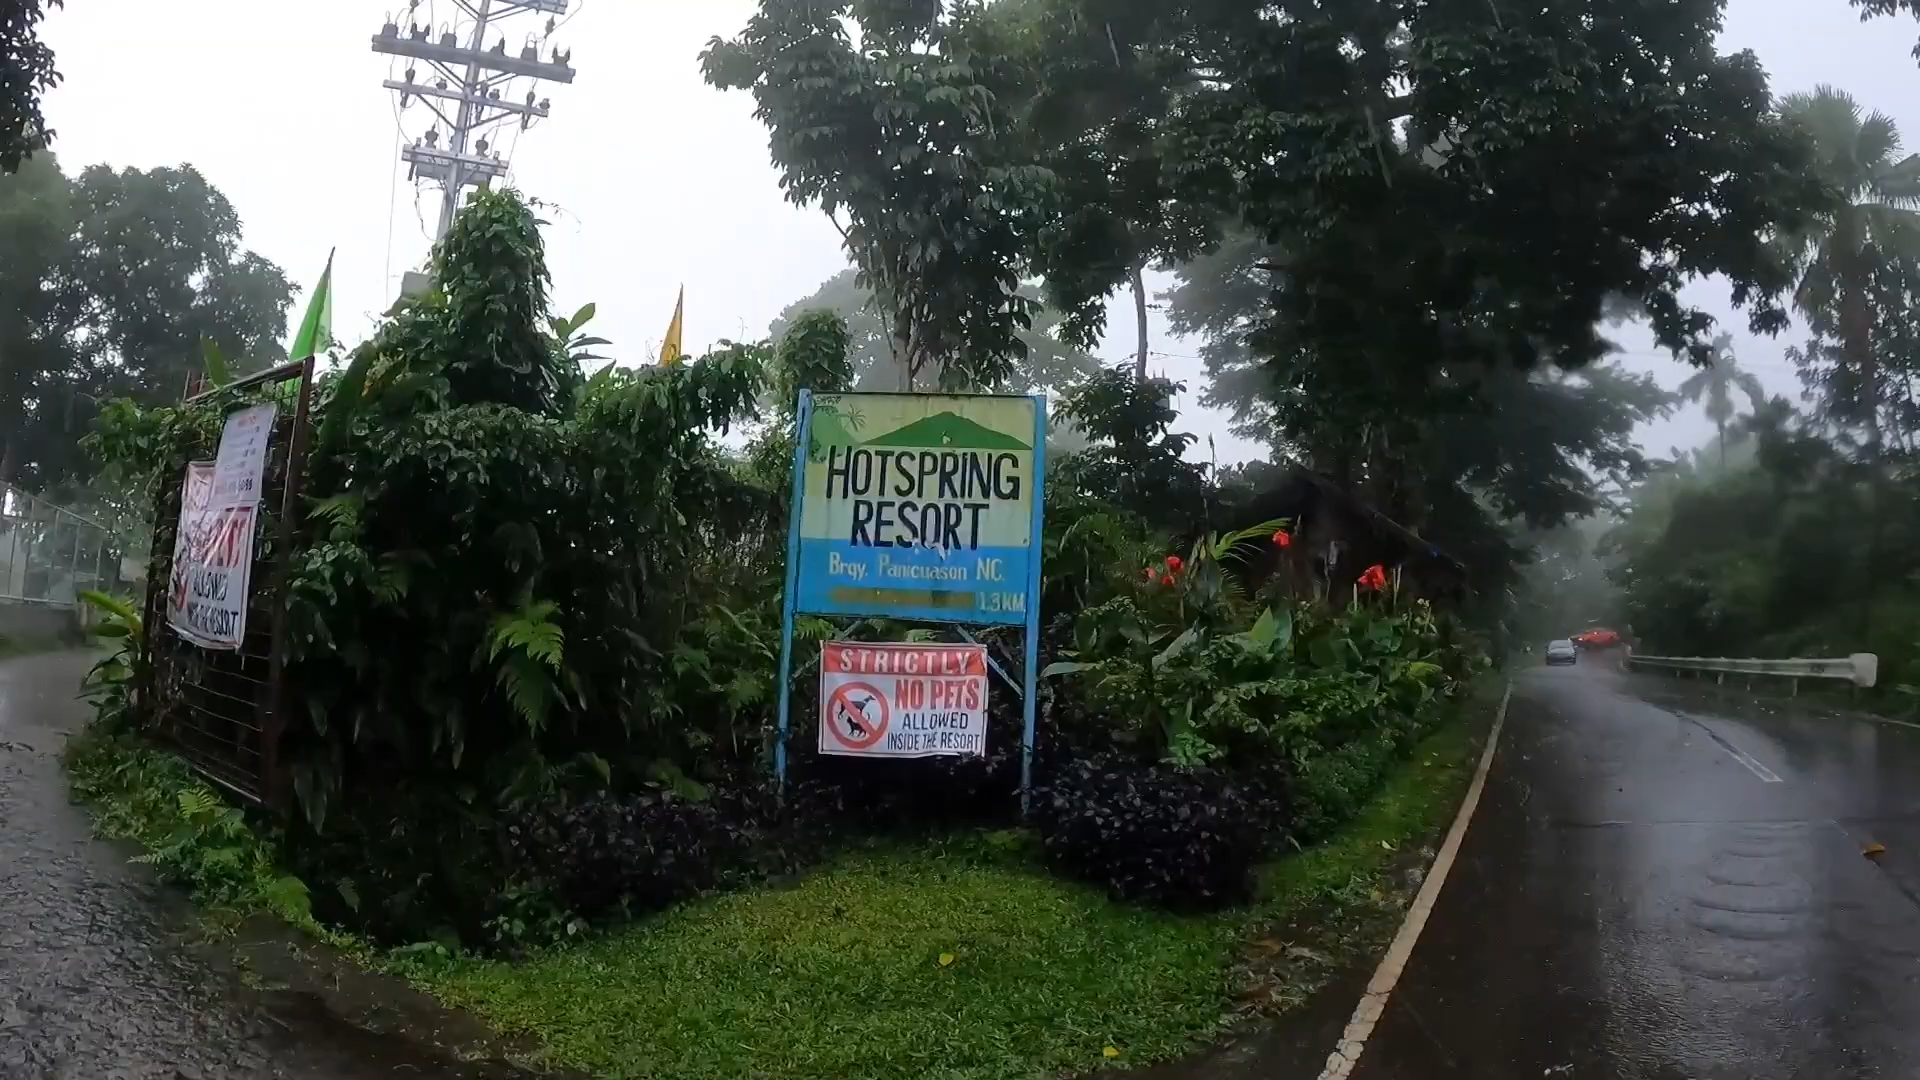 HOTSPRING
RESORT
Brgy. Panicuason NC.
1.3 KM
STRICTLY
NO PETS
ALLOWED
INSIDE THE RESORT
ALLOWED
INSIDE THE RESORT